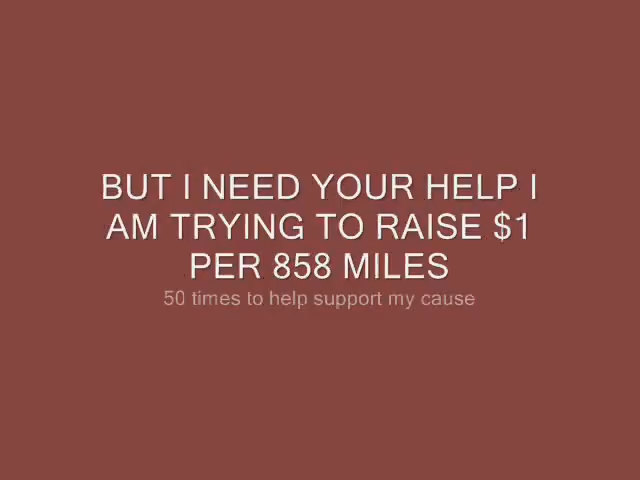 BUT I NEED YOUR HELP I
AM TRYING TO RAISE $1
PER 858 MILES
50 times to help support my cause